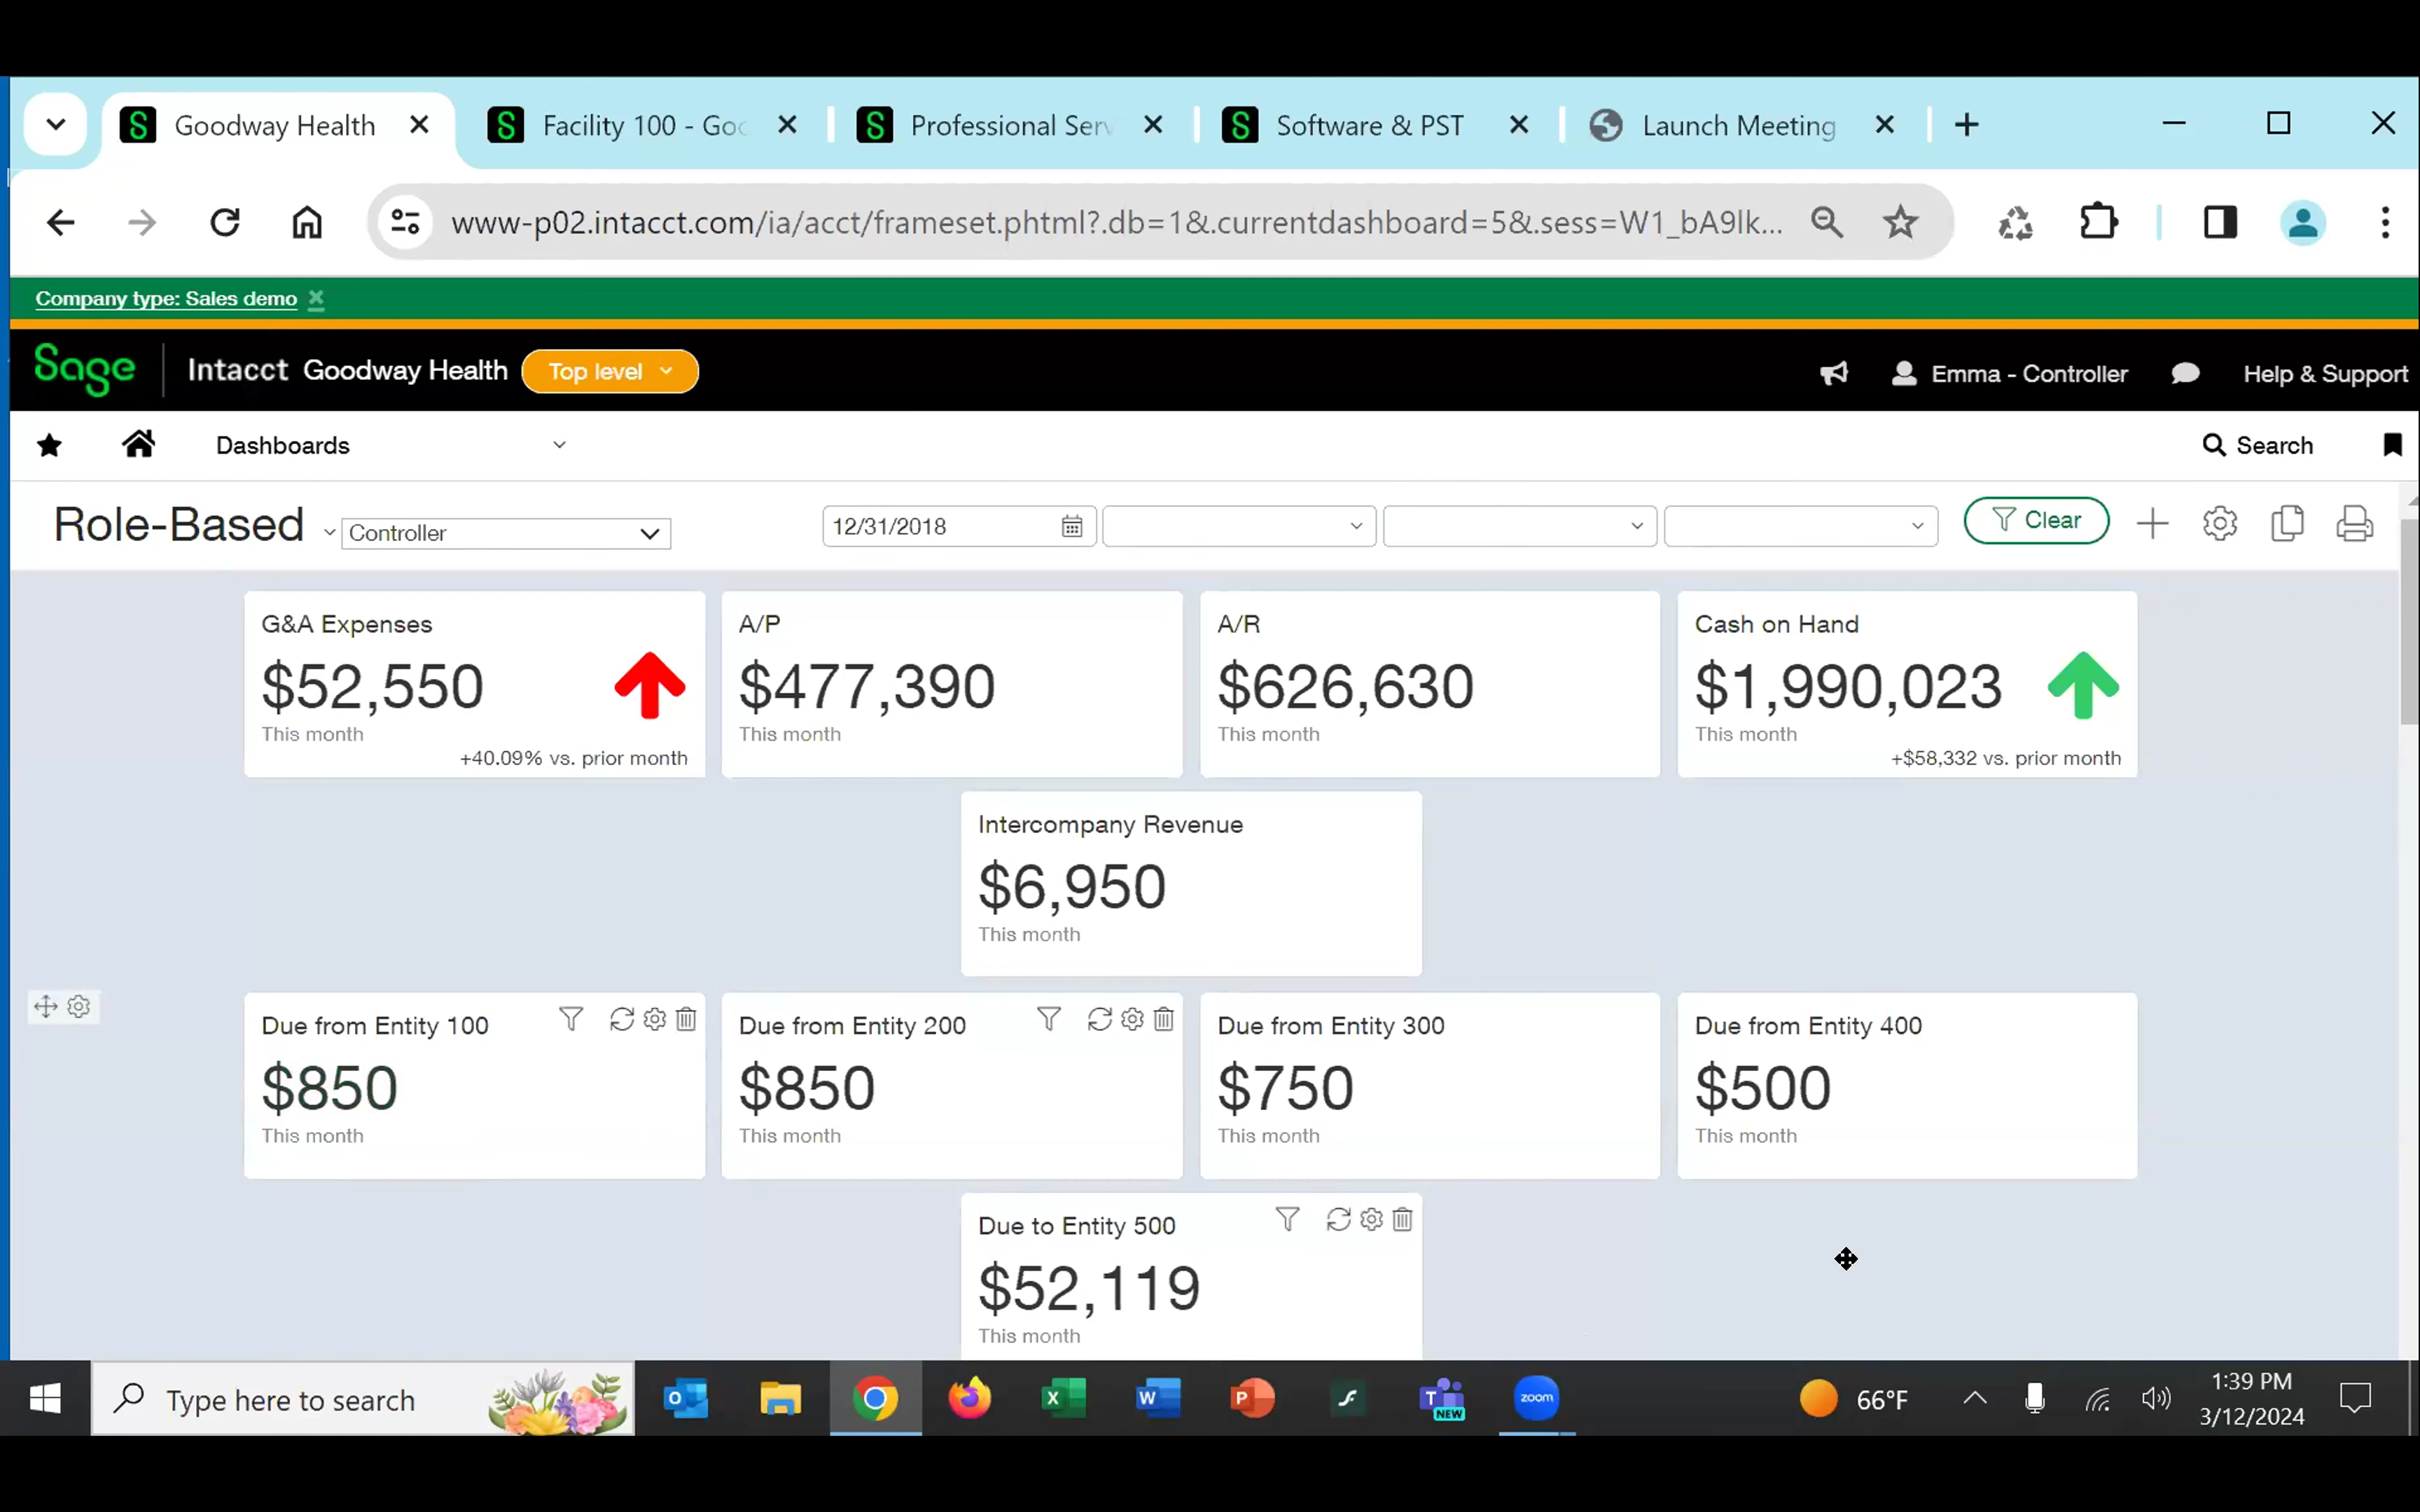 Goodway Health
Facility 100 - Goo
Professional Serv
Software & PST
Launch Meeting
www-p02.intacct.com/ia/acct/frameset.phtml?.db=1&.currentdashboard=5&.sess=W1_bA9lk...
Company type: Sales demo
Sage Intacct Goodway Health Top level
Emma - Controller Help & Support
Dashboards
Search
Role-Based Controller 12/31/2018 Clear
G&A Expenses
$52,550
This month
+40.09% vs. prior month
A/P
$477,390
This month
A/R
$626,630
This month
Cash on Hand
$1,990,023
This month
+$58,332 vs. prior month
Intercompany Revenue
$6,950
This month
Due from Entity 100
$850
This month
Due from Entity 200
$850
This month
Due from Entity 300
$750
This month
Due from Entity 400
$500
This month
Due to Entity 500
$52,119
This month
Type here to search
NEW
zoom
66°F
1:39 PM
3/12/2024